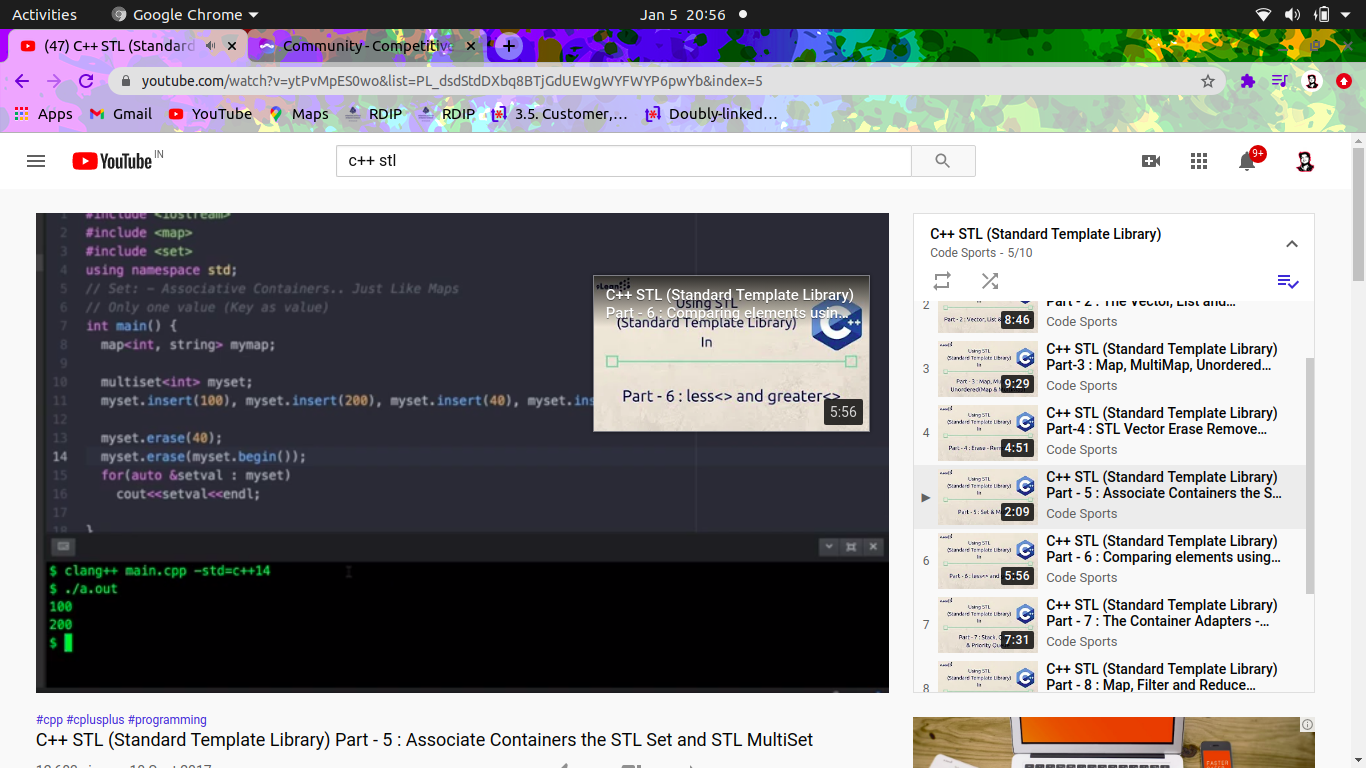 Activities
Google Chrome
Jan 5 20:56
(47) C++ STL (Standard
Community - Competitive
youtube.com/watch?v=ytPvMpES0wo&list=PL_dsdStdDXbq8BTjGdUEWgWYFWYP6pwYb&index=5
Apps
Gmail
YouTube
Maps
RDIP
RDIP
3.5. Customer,...
Doubly-linked...
YouTube IN
c++ stl
9+
1 #include <iostream>
2 #include <map>
3 #include <set>
4 using namespace std;
5 // Set: - Associative Containers.. Just Like Maps
6 // Only one value (Key as value)
7 int main() {
8 map<int, string> mymap;
9
10 multiset<int> myset;
11 myset.insert(100), myset.insert(200), myset.insert(40), myset.ins
12
13 myset.erase(40);
14 myset.erase(myset.begin());
15 for(auto &setval : myset)
16 cout<<setval<<endl;
17
18 }
C++ STL (Standard Template Library)
Part - 6 : Comparing elements usin...
Using STL
(Standard Template Library)
In
C++
Part - 6 : less<> and greater<>
5:56
$ clang++ main.cpp -std=c++14
$ ./a.out
100
200
$
C++ STL (Standard Template Library)
Code Sports - 5/10
2
Part - 2 : The Vector, List and...
8:46
Code Sports
3
C++ STL (Standard Template Library)
Part-3 : Map, MultiMap, Unordered...
9:29
Code Sports
4
C++ STL (Standard Template Library)
Part-4 : STL Vector Erase Remove...
4:51
Code Sports
C++ STL (Standard Template Library)
Part - 5 : Associate Containers the S...
2:09
Code Sports
6
C++ STL (Standard Template Library)
Part - 6 : Comparing elements using...
5:56
Code Sports
7
C++ STL (Standard Template Library)
Part - 7 : The Container Adapters -...
7:31
Code Sports
8
C++ STL (Standard Template Library)
Part - 8 : Map, Filter and Reduce...
#cpp #cplusplus #programming
C++ STL (Standard Template Library) Part - 5 : Associate Containers the STL Set and STL MultiSet
FASTER